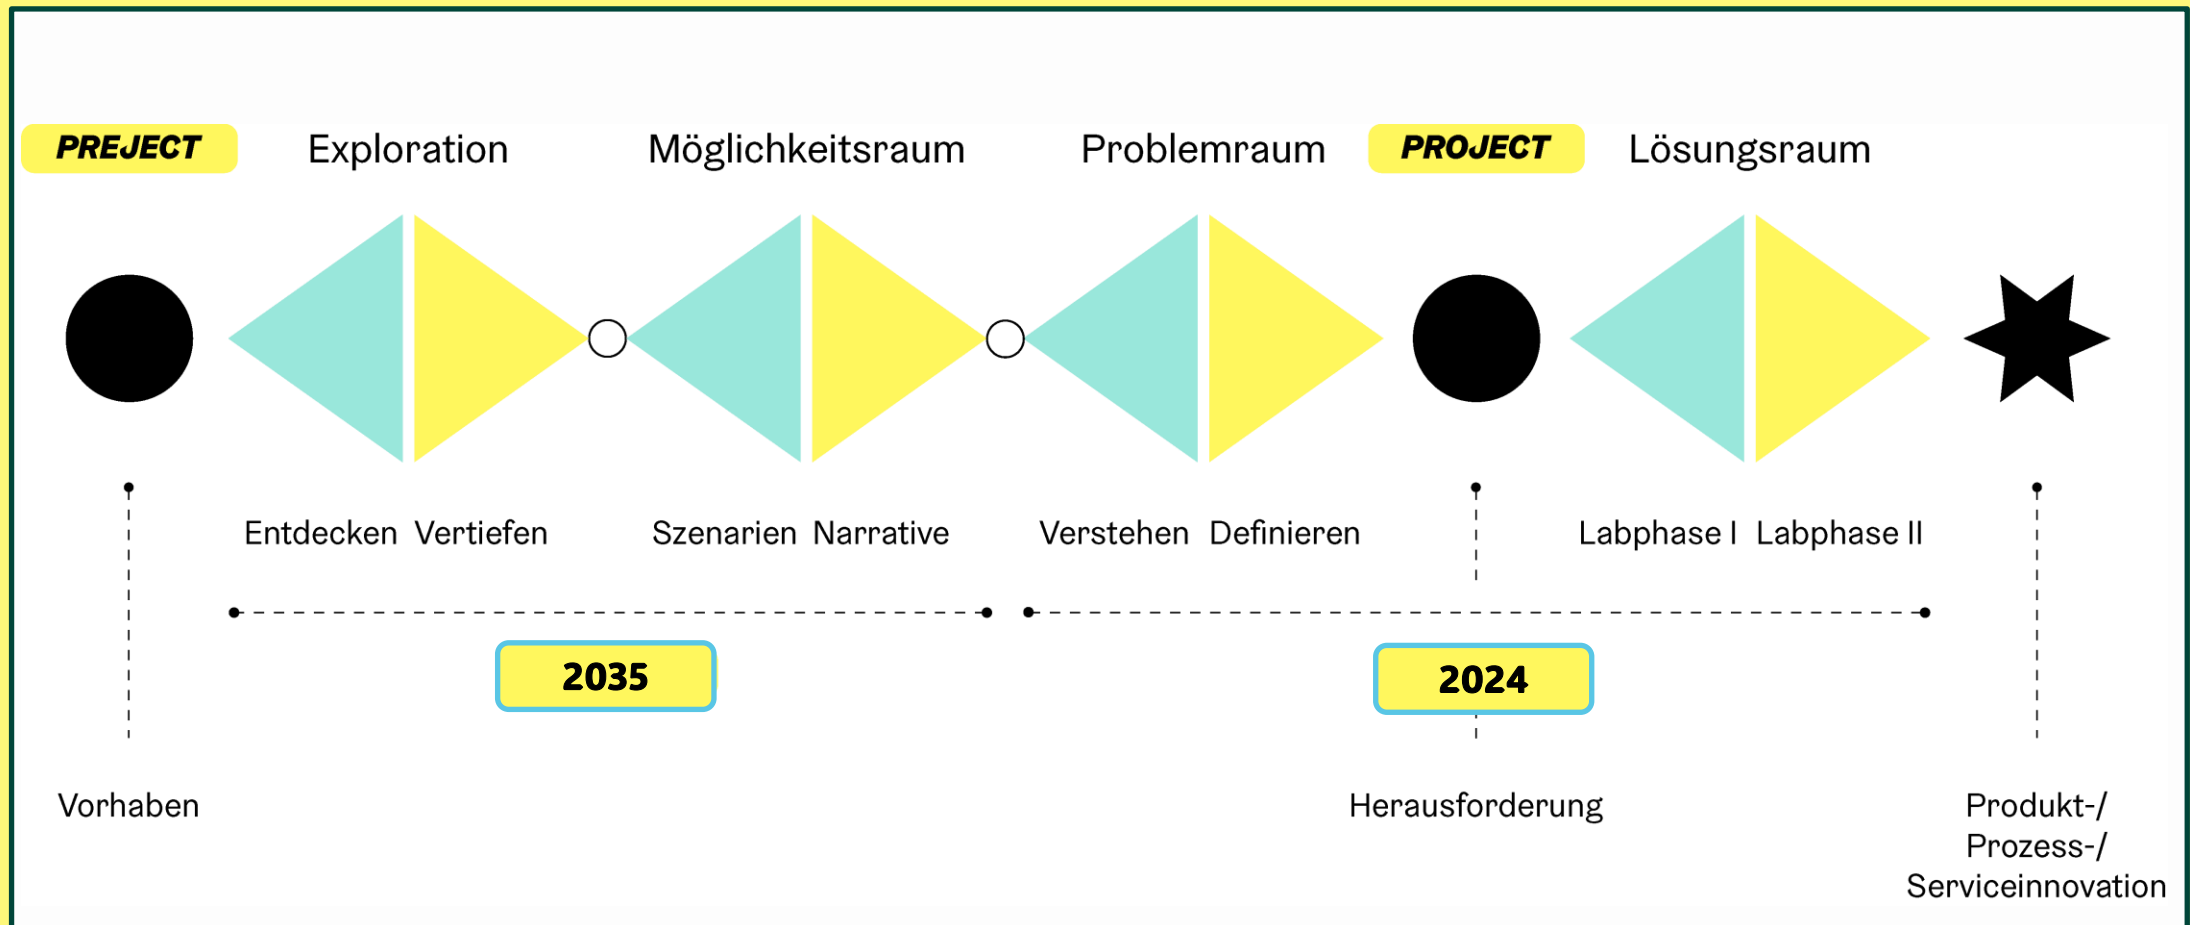 PREJECT
Exploration
Möglichkeitsraum
Problemraum
PROJECT
Lösungsraum
Entdecken
Vertiefen
Szenarien
Narrative
Verstehen
Definieren
Labphase I
Labphase II
2035
2024
Vorhaben
Herausforderung
Produkt-/
Prozess-/
Serviceinnovation